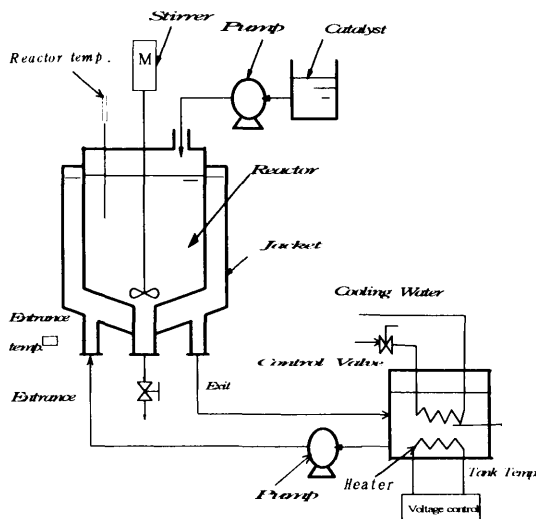 Stirrer
Pump
Catalyst
Reactor temp.
M
Reactor
Jacket
Cooling Water
Entrance
temp.
Control Valve
Entrance
Exit
Pump
Heater
Tank Temp
Voltage control